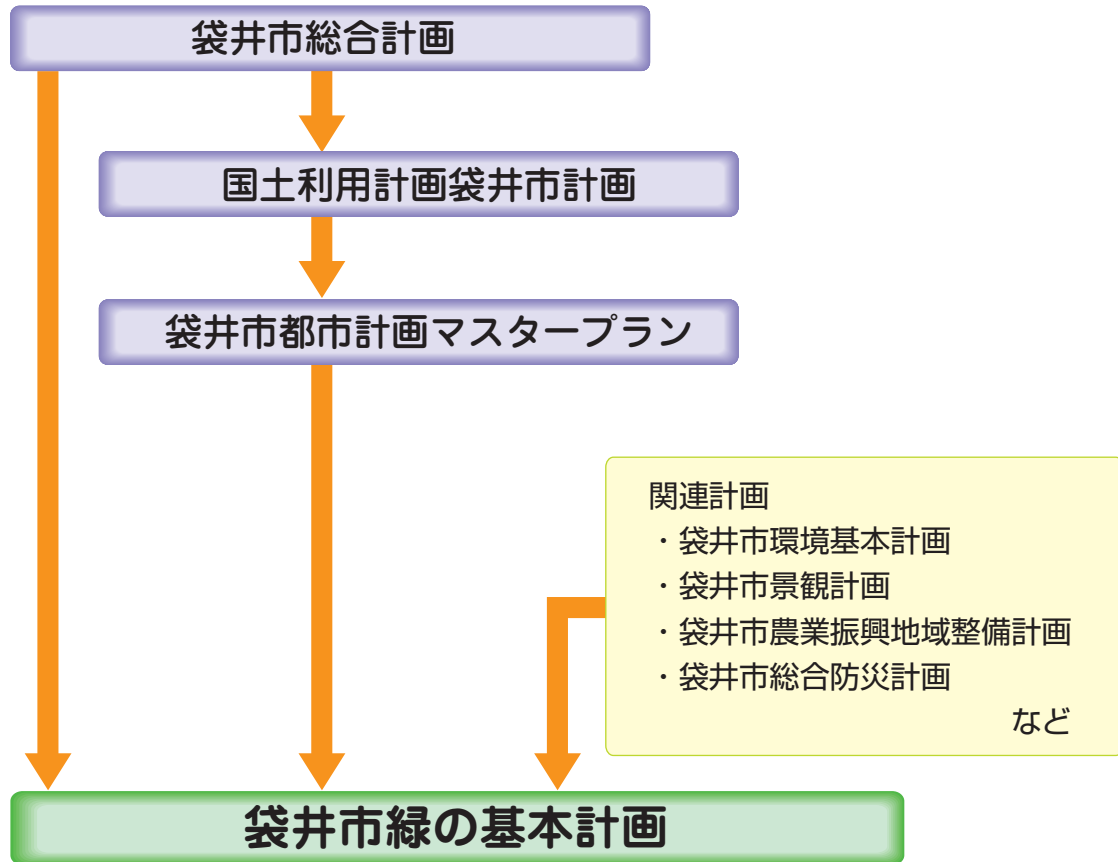 袋井市総合計画
国土利用計画袋井市計画
袋井市都市計画マスタープラン
関連計画
・袋井市環境基本計画
・袋井市景観計画
・袋井市農業振興地域整備計画
・袋井市総合防災計画
など
袋井市緑の基本計画